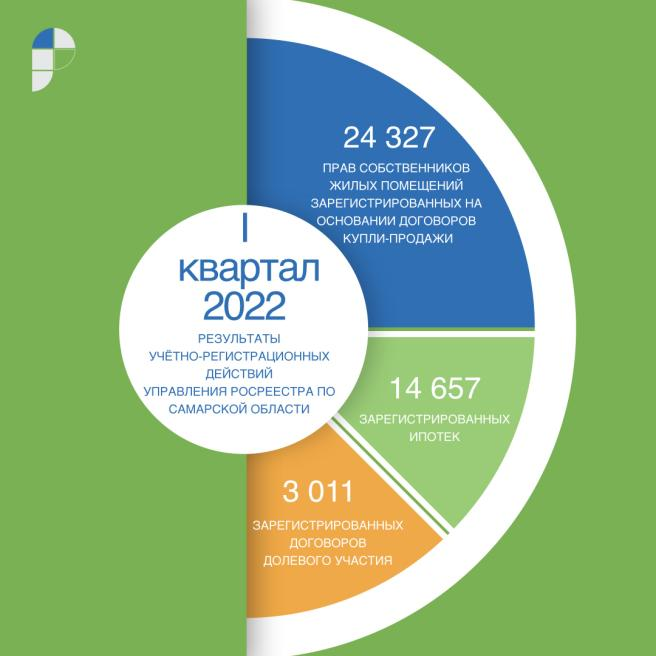 24 327
ПРАВ СОБСТВЕННИКОВ
ЖИЛЫХ ПОМЕЩЕНИЙ
ЗАРЕГИСТРИРОВАННЫХ НА
ОСНОВАНИИ ДОГОВОРОВ
КУПЛИ-ПРОДАЖИ
I
квартал
2022
РЕЗУЛЬТАТЫ
УЧЁТНО-РЕГИСТРАЦИОННЫХ
ДЕЙСТВИЙ
УПРАВЛЕНИЯ РОСРЕЕСТРА ПО
САМАРСКОЙ ОБЛАСТИ
14 657
ЗАРЕГИСТРИРОВАННЫХ
ИПОТЕК
3 011
ЗАРЕГИСТРИРОВАННЫХ
ДОГОВОРОВ
ДОЛЕВОГО УЧАСТИЯ